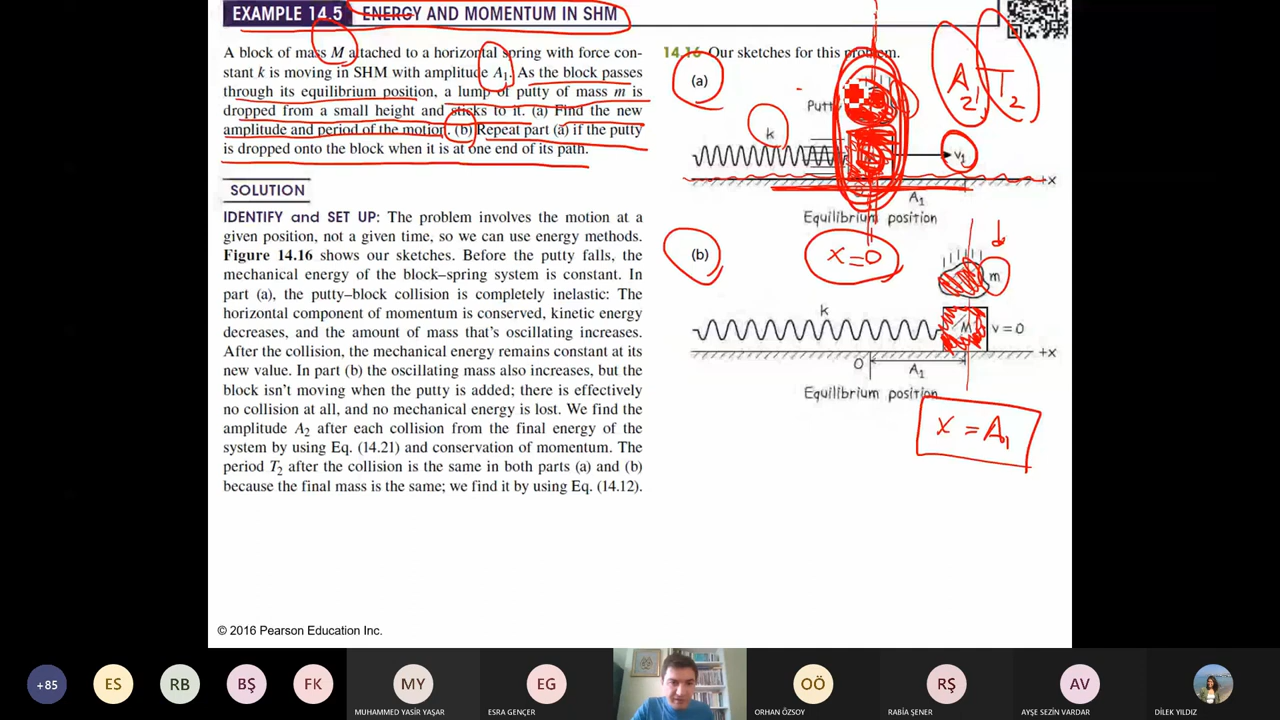 EXAMPLE 14.5 ENERGY AND MOMENTUM IN SHM
A block of mass M attached to a horizontal spring with force con-
stant k is moving in SHM with amplitude A₁. As the block passes
through its equilibrium position, a lump of putty of mass m is
dropped from a small height and sticks to it. (a) Find the new
amplitude and period of the motion. (b) Repeat part (a) if the putty
is dropped onto the block when it is at one end of its path.
SOLUTION
IDENTIFY and SET UP: The problem involves the motion at a
given position, not a given time, so we can use energy methods.
Figure 14.16 shows our sketches. Before the putty falls, the
mechanical energy of the block–spring system is constant. In
part (a), the putty–block collision is completely inelastic: The
horizontal component of momentum is conserved, kinetic energy
decreases, and the amount of mass that's oscillating increases.
After the collision, the mechanical energy remains constant at its
new value. In part (b) the oscillating mass also increases, but the
block isn't moving when the putty is added; there is effectively
no collision at all, and no mechanical energy is lost. We find the
amplitude A₂ after each collision from the final energy of the
system by using Eq. (14.21) and conservation of momentum. The
period T₂ after the collision is the same in both parts (a) and (b)
because the final mass is the same; we find it by using Eq. (14.12).
14.16 Our sketches for this problem.
(a)
Putty
A₂, T₂
k
v₁
+x
A₁
Equilibrium position
x=0
(b)
m
k
M
v = 0
+x
O
A₁
Equilibrium position
x = A₁
© 2016 Pearson Education Inc.
+85
ES
RB
BŞ
FK
MY
MUHAMMED YASİR YAŞAR
EG
ESRA GENÇER
OÖ
ORHAN ÖZSOY
RŞ
RABİA ŞENER
AV
AYŞE SEZİN VARDAR
DİLEK YILDIZ